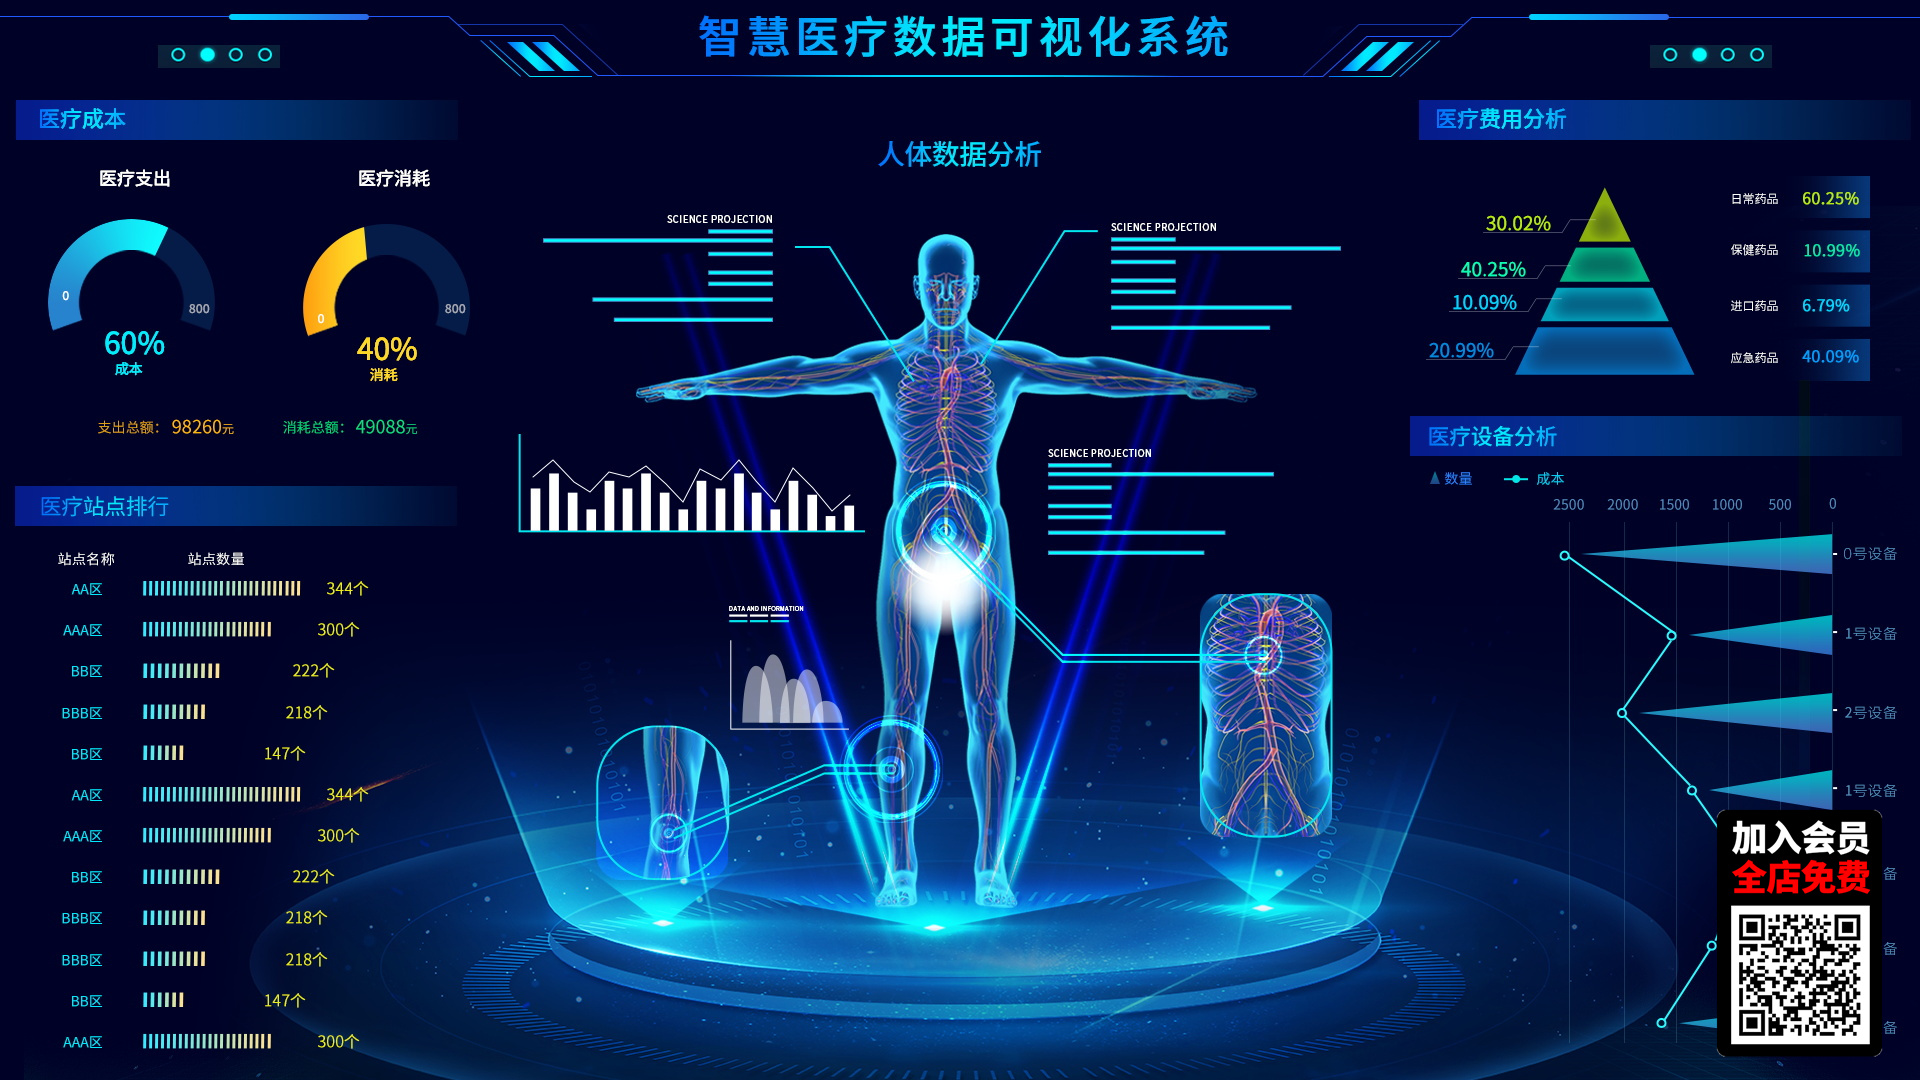 智慧医疗数据可视化系统
医疗成本
医疗支出
医疗消耗
0
800
60%
成本
0
800
40%
消耗
支出总额： 98260元
消耗总额： 49088元
医疗站点排行
站点名称 站点数量
AA区 344个
AAA区 300个
BB区 222个
BBB区 218个
BB区 147个
AA区 344个
AAA区 300个
BB区 222个
BBB区 218个
BBB区 218个
BB区 147个
AAA区 300个
人体数据分析
SCIENCE PROJECTION
SCIENCE PROJECTION
SCIENCE PROJECTION
DATA AND INFORMATION
医疗费用分析
30.02%
40.25%
10.09%
20.99%
日常药品 60.25%
保健药品 10.99%
进口药品 6.79%
应急药品 40.09%
医疗设备分析
数量 成本
2500 2000 1500 1000 500 0
0号设备
1号设备
2号设备
1号设备
备
备
备
加入会员
全店免费